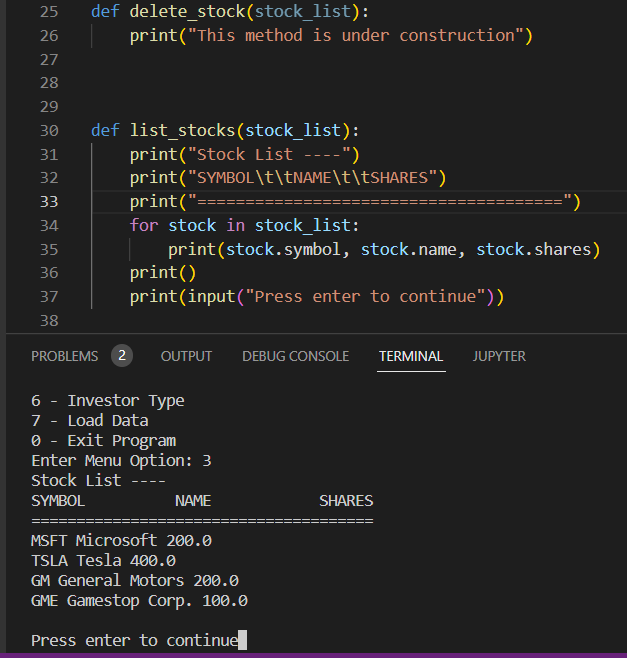 25 def delete_stock(stock_list):
26 print("This method is under construction")
27
28
29
30 def list_stocks(stock_list):
31 print("Stock List ----")
32 print("SYMBOL\t\tNAME\t\tSHARES")
33 print("====================================")
34 for stock in stock_list:
35 print(stock.symbol, stock.name, stock.shares)
36 print()
37 print(input("Press enter to continue"))
38
PROBLEMS 2 OUTPUT DEBUG CONSOLE TERMINAL JUPYTER
6 - Investor Type
7 - Load Data
0 - Exit Program
Enter Menu Option: 3
Stock List ----
SYMBOL NAME SHARES
======================================
MSFT Microsoft 200.0
TSLA Tesla 400.0
GM General Motors 200.0
GME Gamestop Corp. 100.0
Press enter to continue